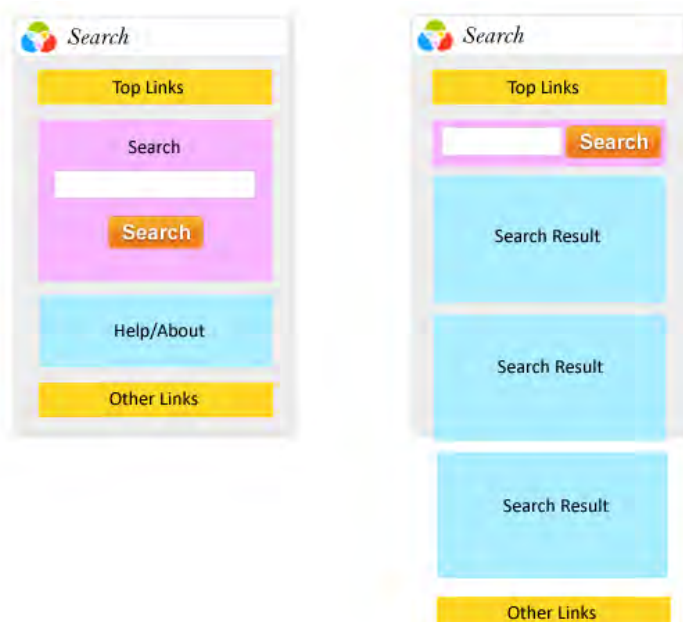 Search
Top Links
Search
Search
Help/About
Other Links
Search
Top Links
Search
Search Result
Search Result
Search Result
Other Links